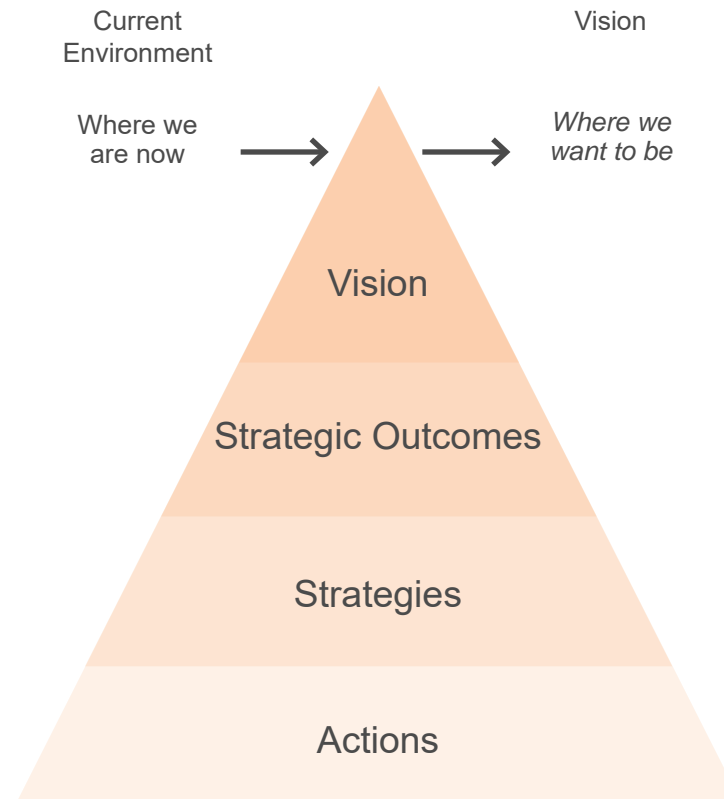 Current
Environment
Vision
Where we
are now
Where we
want to be
Vision
Strategic Outcomes
Strategies
Actions